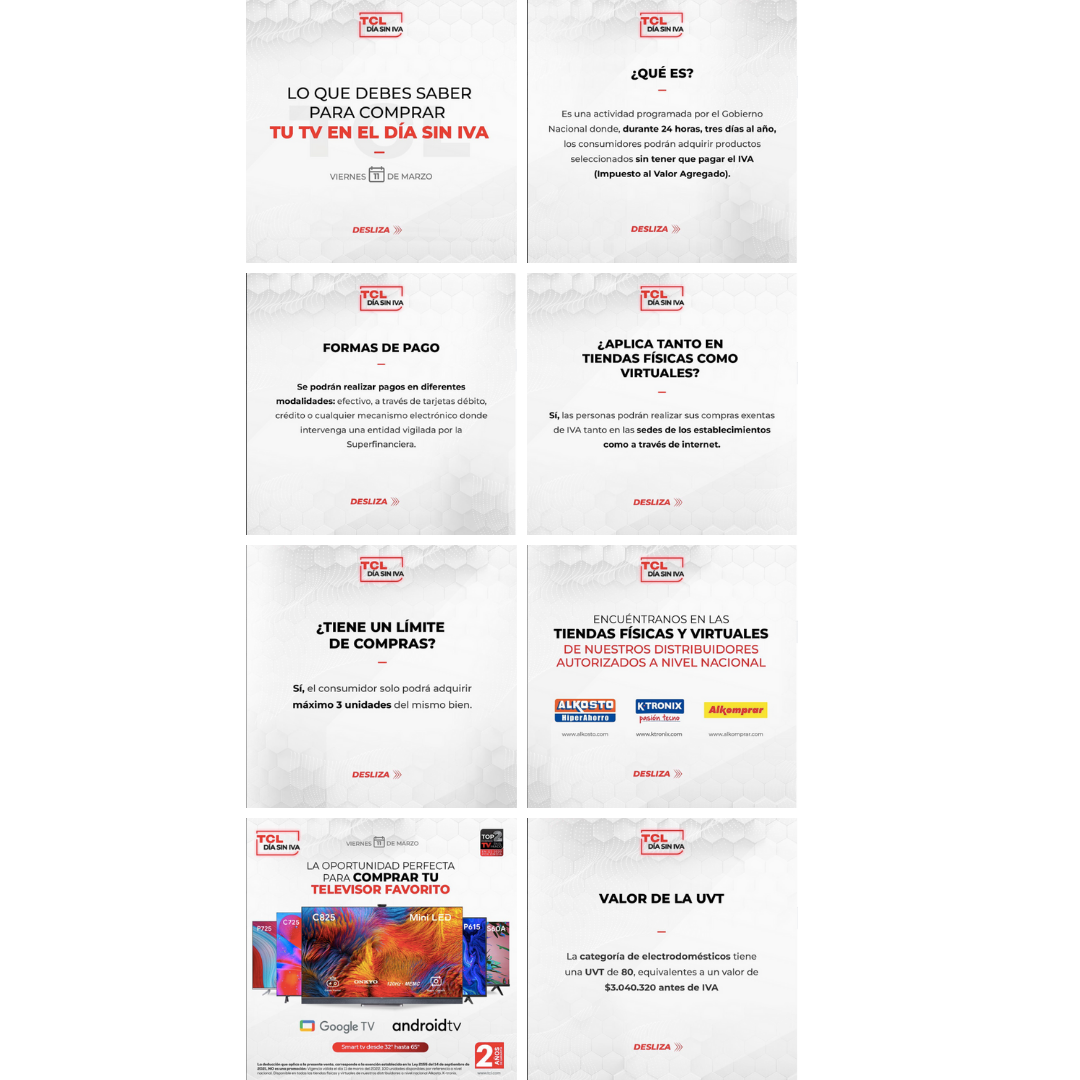 TCL
DÍA SIN IVA
LO QUE DEBES SABER
PARA COMPRAR
TU TV EN EL DÍA SIN IVA
VIERNES 11 DE MARZO
DESLIZA
TCL
DÍA SIN IVA
¿QUÉ ES?
Es una actividad programada por el Gobierno
Nacional donde, durante 24 horas, tres días al año,
los consumidores podrán adquirir productos
seleccionados sin tener que pagar el IVA
(Impuesto al Valor Agregado).
DESLIZA
TCL
DÍA SIN IVA
FORMAS DE PAGO
Se podrán realizar pagos en diferentes
modalidades: efectivo, a través de tarjetas débito,
crédito o cualquier mecanismo electrónico donde
intervenga una entidad vigilada por la
Superfinanciera.
DESLIZA
TCL
DÍA SIN IVA
¿APLICA TANTO EN
TIENDAS FÍSICAS COMO
VIRTUALES?
Sí, las personas podrán realizar sus compras exentas
de IVA tanto en las sedes de los establecimientos
como a través de internet.
DESLIZA
TCL
DÍA SIN IVA
¿TIENE UN LÍMITE
DE COMPRAS?
Sí, el consumidor solo podrá adquirir
máximo 3 unidades del mismo bien.
DESLIZA
TCL
DÍA SIN IVA
ENCUÉNTRANOS EN LAS
TIENDAS FÍSICAS Y VIRTUALES
DE NUESTROS DISTRIBUIDORES
AUTORIZADOS A NIVEL NACIONAL
ALKOSTO
HiperAhorro
K·TRONIX
pasión tecno
Alkomprar
www.alkosto.com
www.ktronix.com
www.alkomprar.com
DESLIZA
TCL
DÍA SIN IVA
VIERNES 11 DE MARZO
TOP 2
TV
LA OPORTUNIDAD PERFECTA
PARA COMPRAR TU
TELEVISOR FAVORITO
P725
C725
C825
Mini LED
P615
S60A
ONKYO
120HZ · MEMC
Google TV
androidtv
Smart tv desde 32" hasta 65"
2 AÑOS
TCL
DÍA SIN IVA
VALOR DE LA UVT
La categoría de electrodomésticos tiene
una UVT de 80, equivalentes a un valor de
$3.040.320 antes de IVA
DESLIZA